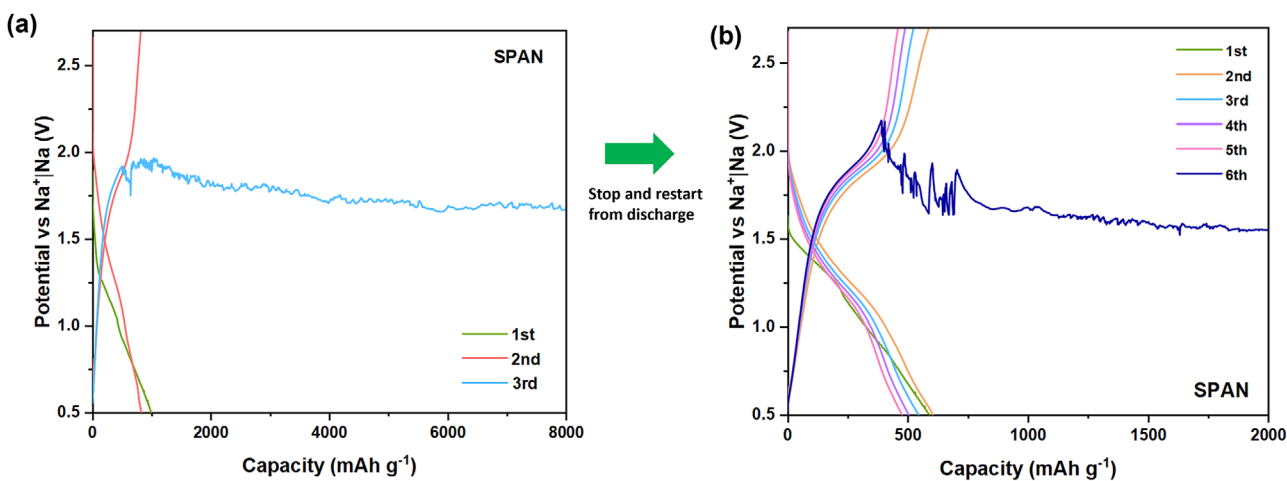 (a)
SPAN
Potential vs Na⁺|Na (V)
2.5
2.0
1.5
1.0
0.5
1st
2nd
3rd
0
2000
4000
6000
8000
Capacity (mAh g⁻¹)
Stop and restart
from discharge
(b)
Potential vs Na⁺|Na (V)
2.5
2.0
1.5
1.0
0.5
1st
2nd
3rd
4th
5th
6th
SPAN
0
500
1000
1500
2000
Capacity (mAh g⁻¹)